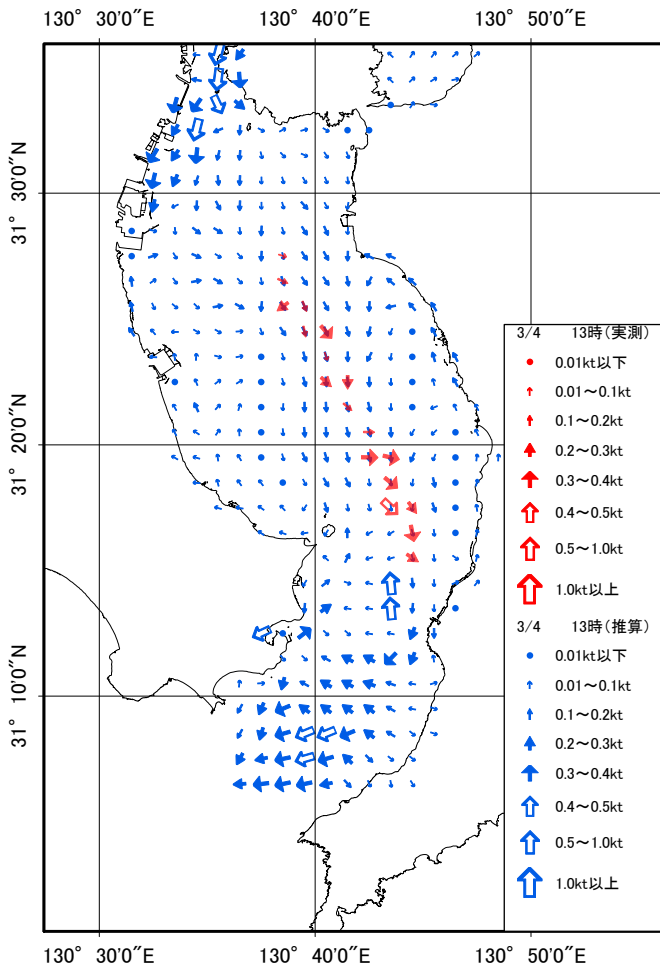 130° 30′0″E
130° 40′0″E
130° 50′0″E
31° 30′0″N
31° 20′0″N
31° 10′0″N
3/4 13時(実測)
0.01kt以下
0.01～0.1kt
0.1～0.2kt
0.2～0.3kt
0.3～0.4kt
0.4～0.5kt
0.5～1.0kt
1.0kt以上
3/4 13時(推算)
0.01kt以下
0.01～0.1kt
0.1～0.2kt
0.2～0.3kt
0.3～0.4kt
0.4～0.5kt
0.5～1.0kt
1.0kt以上
130° 30′0″E
130° 40′0″E
130° 50′0″E